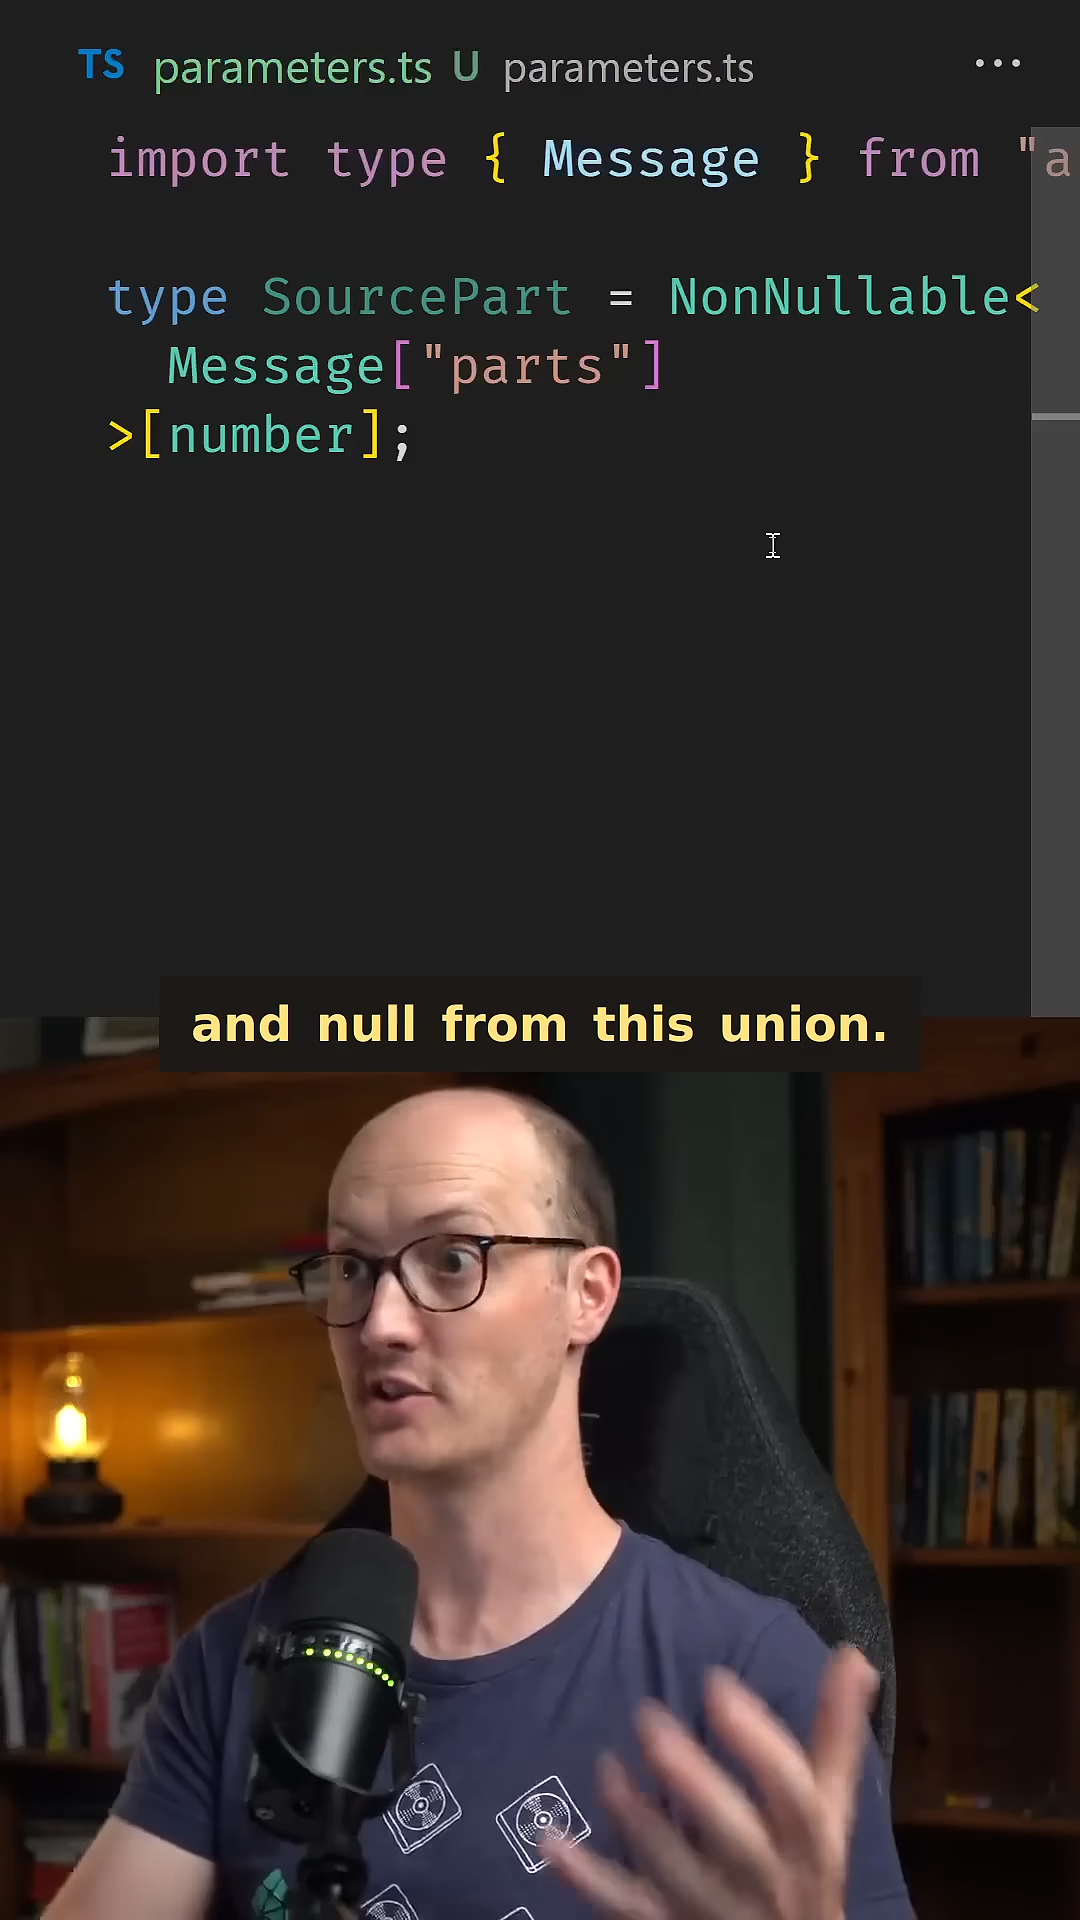 TS parameters.ts U parameters.ts ...
import type { Message } from "a
type SourcePart = NonNullable<
Message["parts"]
>[number];
and null from this union.